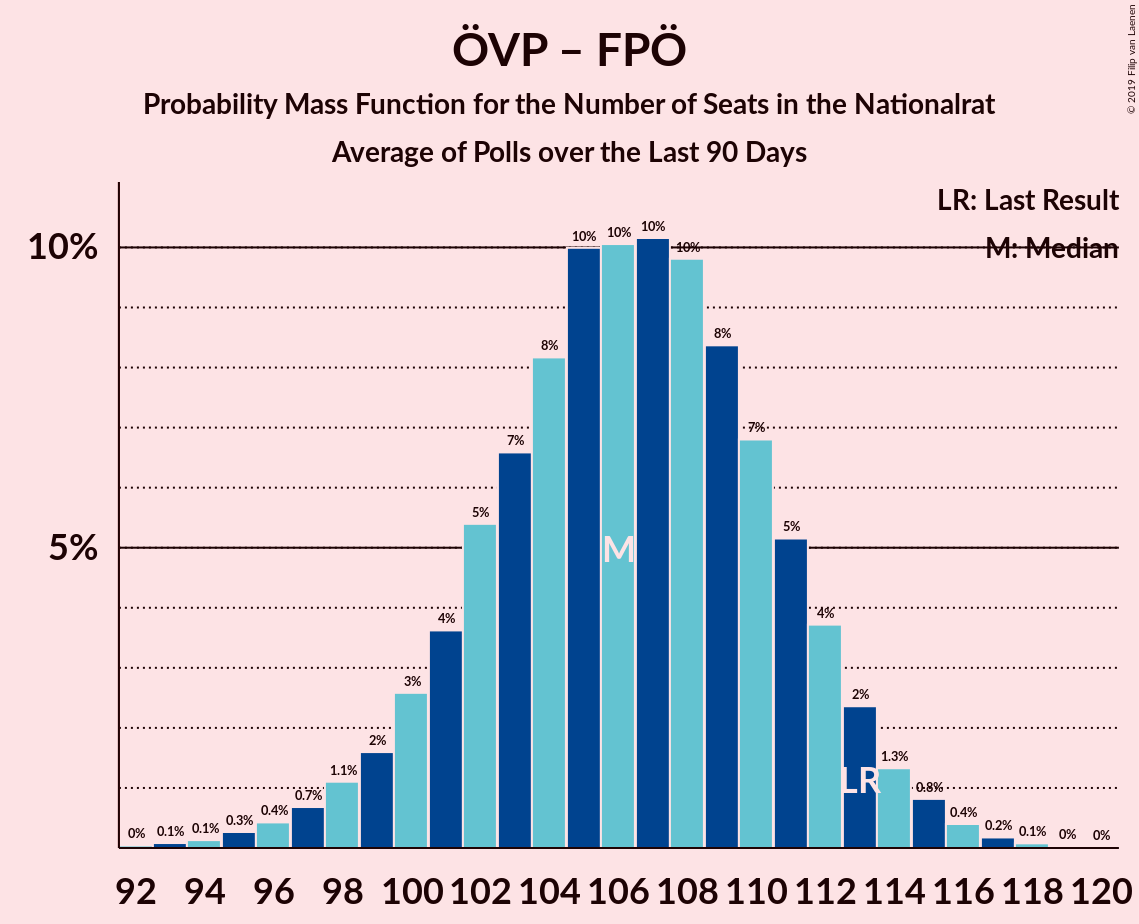 ÖVP – FPÖ
Probability Mass Function for the Number of Seats in the Nationalrat
Average of Polls over the Last 90 Days
© 2019 Filip van Laenen
LR: Last Result
M: Median
10%
5%
0% 0.1% 0.1% 0.3% 0.4% 0.7% 1.1% 2% 3% 4% 5% 7% 8% 10% 10% 10% 10% 8% 7% 5% 4% 2% 1.3% 0.8% 0.4% 0.2% 0.1% 0% 0%
M
LR
92 94 96 98 100 102 104 106 108 110 112 114 116 118 120